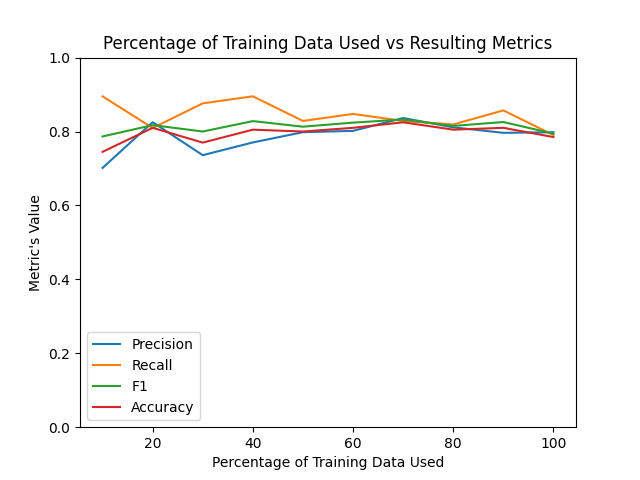 Percentage of Training Data Used vs Resulting Metrics
1.0
0.8
0.6
0.4
0.2
0.0
Metric's Value
Precision
Recall
F1
Accuracy
20 40 60 80 100
Percentage of Training Data Used